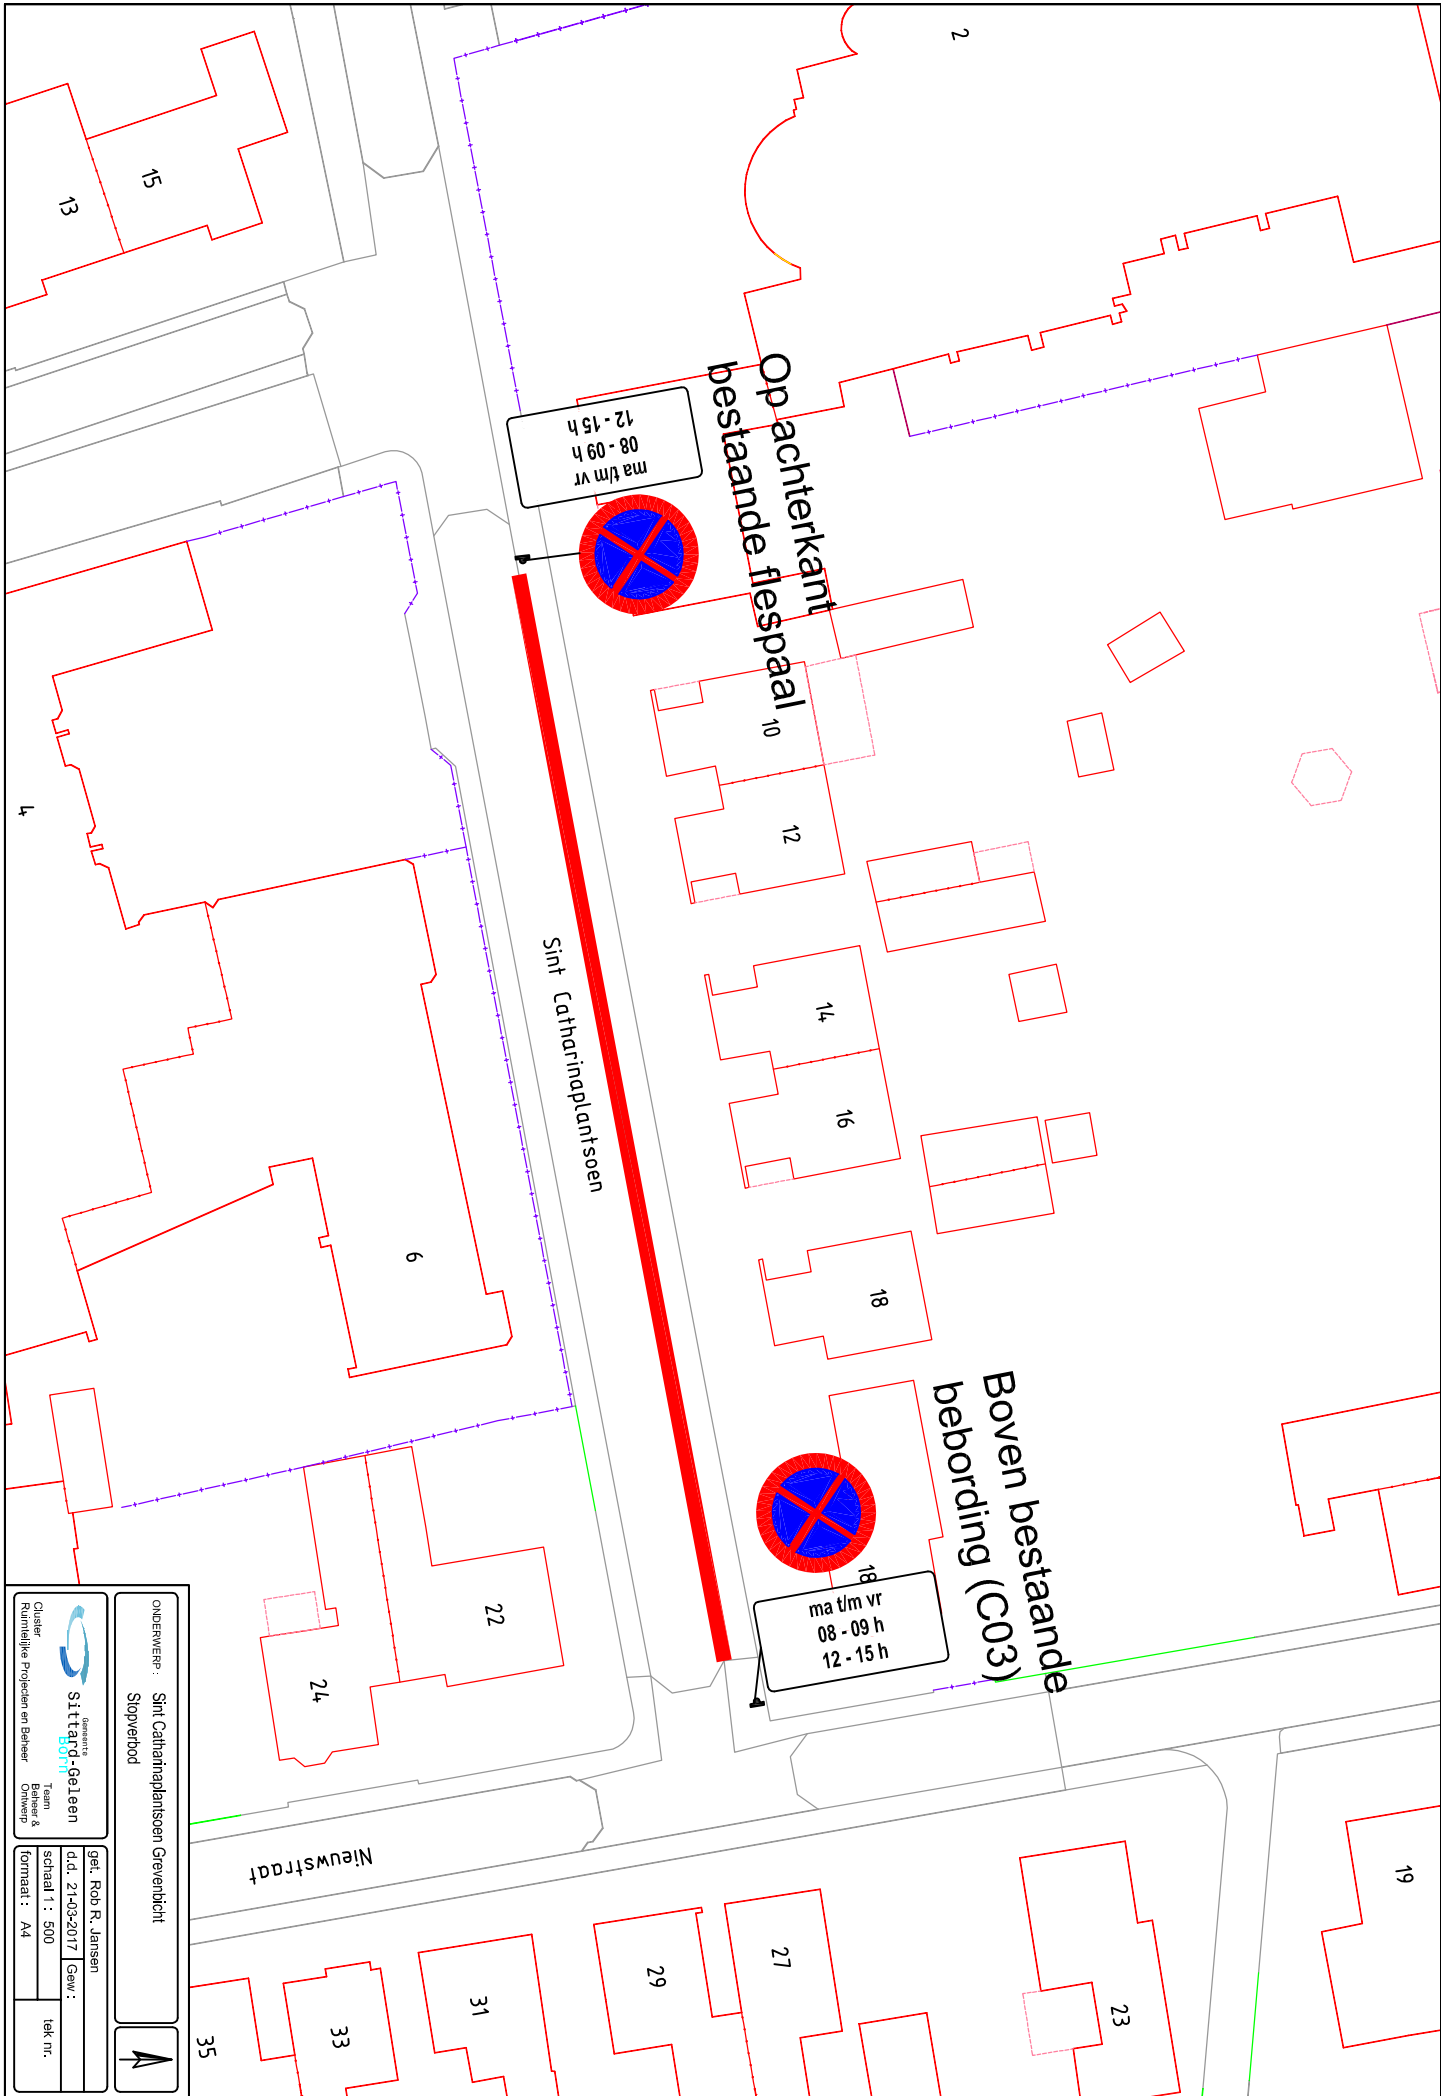 2
15
13
Op achterkant
bestaande flespaal
ma t/m vr
08 - 09 h
12 - 15 h
10
12
4
Sint Catharinaplantsoen
14
16
6
18
Boven bestaande
bebording (C03)
18
ma t/m vr
08 - 09 h
12 - 15 h
22
24
Nieuwstraat
19
23
27
29
31
33
35
ONDERWERP : Sint Catharinaplantsoen Grevenbicht
Stopverbod
Gemeente
Sittard-Geleen
Born
Cluster
Ruimtelijke Projecten en Beheer
Team
Beheer &
Ontwerp
get. Rob R. Jansen
d.d. 21-03-2017 Gew :
schaal 1 : 500
formaat : A4
tek nr.